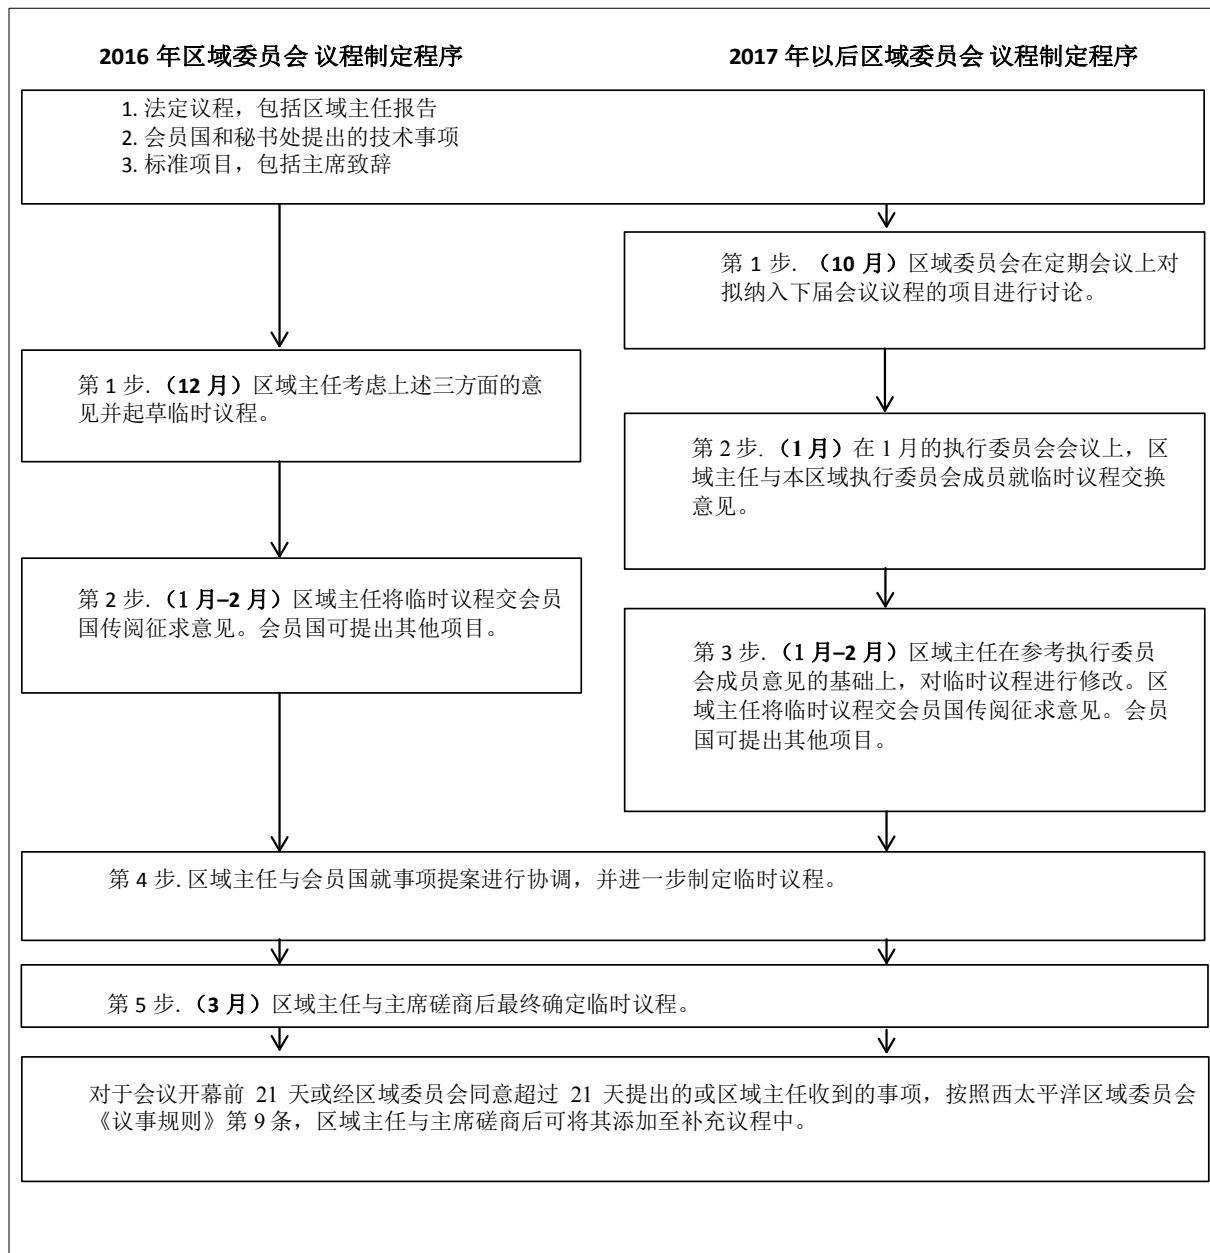 2016 年区域委员会 议程制定程序
2017 年以后区域委员会 议程制定程序
1. 法定议程，包括区域主任报告
2. 会员国和秘书处提出的技术事项
3. 标准项目，包括主席致辞
第 1 步. （10 月）区域委员会在定期会议上对
拟纳入下届会议议程的项目进行讨论。
第 1 步. （12 月）区域主任考虑上述三方面的意
见并起草临时议程。
第 2 步. （1 月）在 1 月的执行委员会会议上，区
域主任与本区域执行委员会成员就临时议程交换
意见。
第 2 步. （1 月–2 月）区域主任将临时议程交会员
国传阅征求意见。会员国可提出其他项目。
第 3 步. （1 月–2 月）区域主任在参考执行委员
会成员意见的基础上，对临时议程进行修改。区
域主任将临时议程交会员国传阅征求意见。会员
国可提出其他项目。
第 4 步. 区域主任与会员国就事项提案进行协调，并进一步制定临时议程。
第 5 步. （3 月）区域主任与主席磋商后最终确定临时议程。
对于会议开幕前 21 天或经区域委员会同意超过 21 天提出的或区域主任收到的事项，按照西太平洋区域委员会
《议事规则》第 9 条，区域主任与主席磋商后可将其添加至补充议程中。